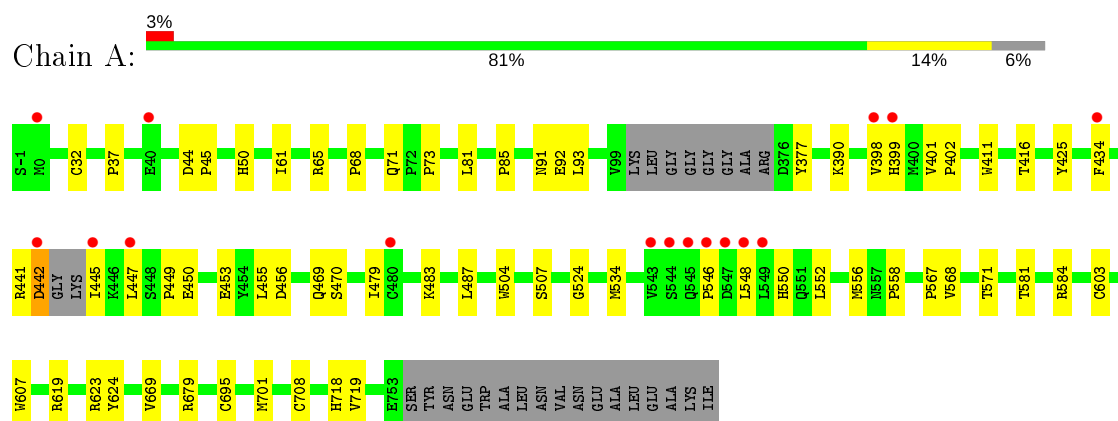 3%
Chain A:
81% 14% 6%
S-1 M0 C32 P37 E40 D44 P45 H50 I61 R65 P68 Q71 P72 P73 L81 P85 N91 E92 L93 V99 LYS LEU GLY GLY GLY GLY ALA ARG D376 Y377 K390 V398 H399 M400 V401 P402 W411 T416 Y425 F434
R441 D442 GLY LYS I445 K446 L447 S448 P449 E450 E453 Y454 L455 D456 Q469 S470 I479 C480 K483 L487 W504 S507 G524 M534 V543 S544 Q545 P546 D547 L548 L549 H550 Q551 L552 M556 N557 P558 P567 V568 T571 T581 R584 C603
W607 R619 R623 Y624 V669 R679 C695 M701 C708 H718 V719 E753 SER TYR ASN GLU TRP ALA LEU ASN VAL ASN GLU ALA LEU GLU ALA LYS ILE